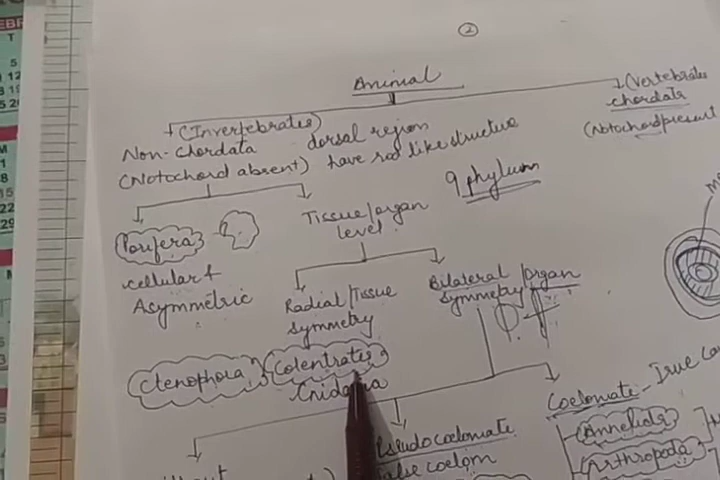 2
Animal
(Invertebrates)
Non-Chordata
(Notochord absent)
dorsal region
have rod like structure
(Vertebrates
chordata
(Notochord present
9 phylum
Porifera
cellular +
Asymmetric
Tissue/organ
level
Radial/Tissue
symmetry
Bilateral/Organ
symmetry
Ctenophora
Colentrates
Cnidaria
Pseudocoelomate
coelom
Coelomate - True
Annelida
Arthropoda